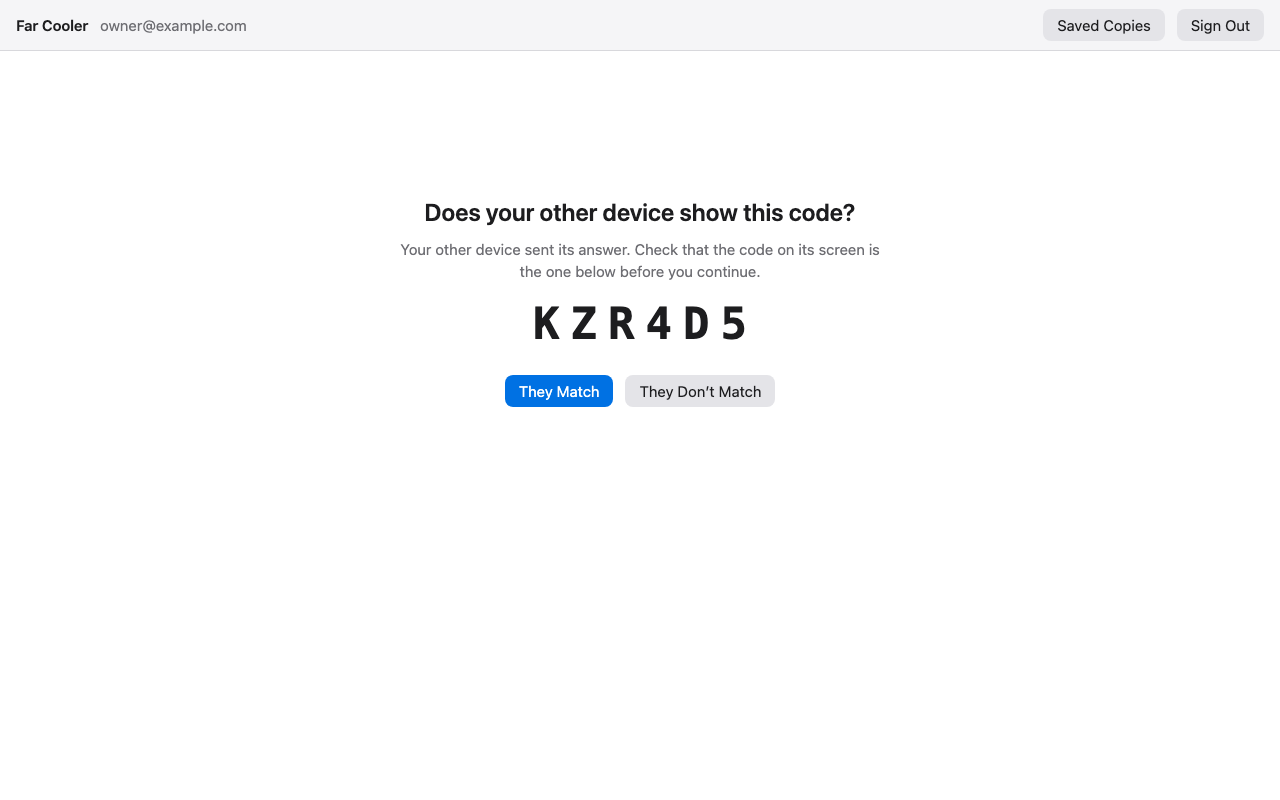 Far Cooler owner@example.com Saved Copies Sign Out
Does your other device show this code?
Your other device sent its answer. Check that the code on its screen is
the one below before you continue.
KZR4D5
They Match They Don’t Match